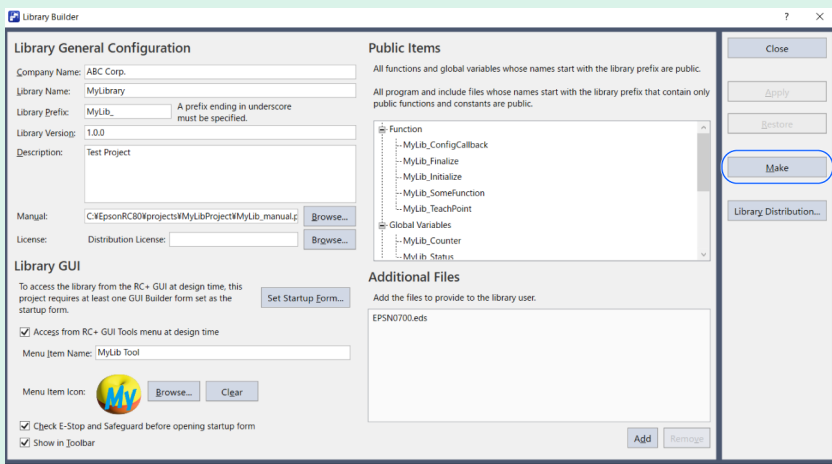 Library Builder
? ×
Library General Configuration
Company Name: ABC Corp.
Library Name: MyLibrary
Library Prefix: MyLib_ A prefix ending in underscore
must be specified.
Library Version: 1.0.0
Description: Test Project
Manual: C:¥EpsonRC80¥projects¥MyLibProject¥MyLib_manual.p Browse...
License: Distribution License: Browse...
Library GUI
To access the library from the RC+ GUI at design time, this
project requires at least one GUI Builder form set as the
startup form.
Set Startup Form...
Access from RC+ GUI Tools menu at design time
Menu Item Name: MyLib Tool
Menu Item Icon: My Browse... Clear
Check E-Stop and Safeguard before opening startup form
Show in Toolbar
Public Items
All functions and global variables whose names start with the library prefix are public.
All program and include files whose names start with the library prefix that contain only
public functions and constants are public.
Function
MyLib_ConfigCallback
MyLib_Finalize
MyLib_Initialize
MyLib_SomeFunction
MyLib_TeachPoint
Global Variables
MyLib_Counter
MyLib_Status
Additional Files
Add the files to provide to the library user.
EPSN0700.eds
Add Remove
Close
Apply
Restore
Make
Library Distribution...